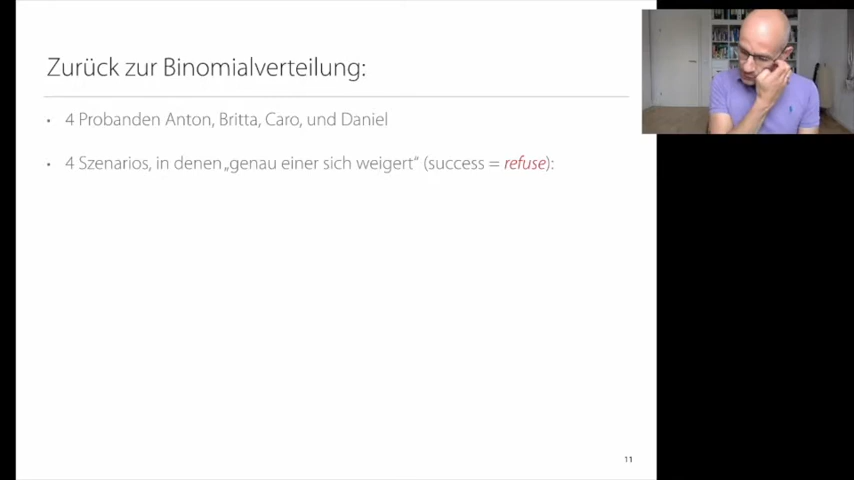 Zurück zur Binomialverteilung:
• 4 Probanden Anton, Britta, Caro, und Daniel
• 4 Szenarios, in denen „genau einer sich weigert“ (success = refuse):
11